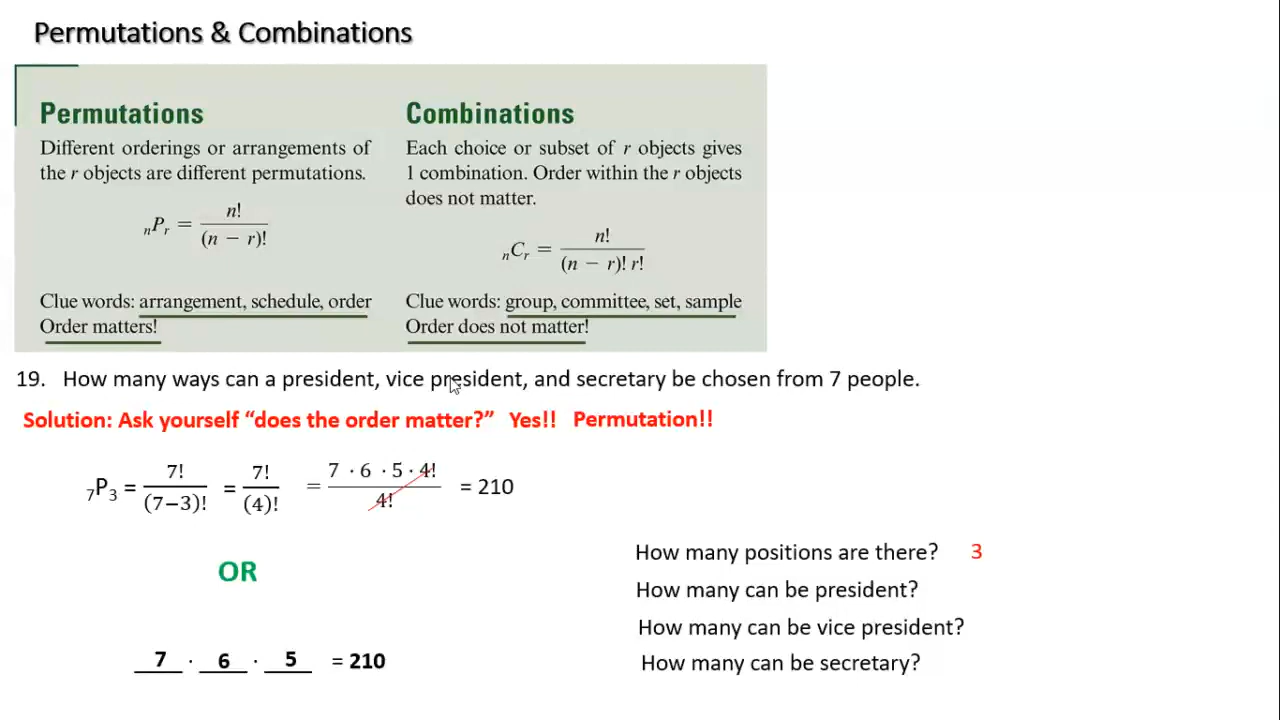 Permutations & Combinations
Permutations
Different orderings or arrangements of
the r objects are different permutations.
nPr = n! / (n − r)!
Clue words: arrangement, schedule, order
Order matters!
Combinations
Each choice or subset of r objects gives
1 combination. Order within the r objects
does not matter.
nCr = n! / (n − r)! r!
Clue words: group, committee, set, sample
Order does not matter!
19. How many ways can a president, vice president, and secretary be chosen from 7 people.
Solution: Ask yourself “does the order matter?” Yes!! Permutation!!
₇P₃ = 7! / (7−3)! = 7! / (4)! = 7 · 6 · 5 · 4! / 4! = 210
OR
7 · 6 · 5 = 210
How many positions are there? 3
How many can be president?
How many can be vice president?
How many can be secretary?